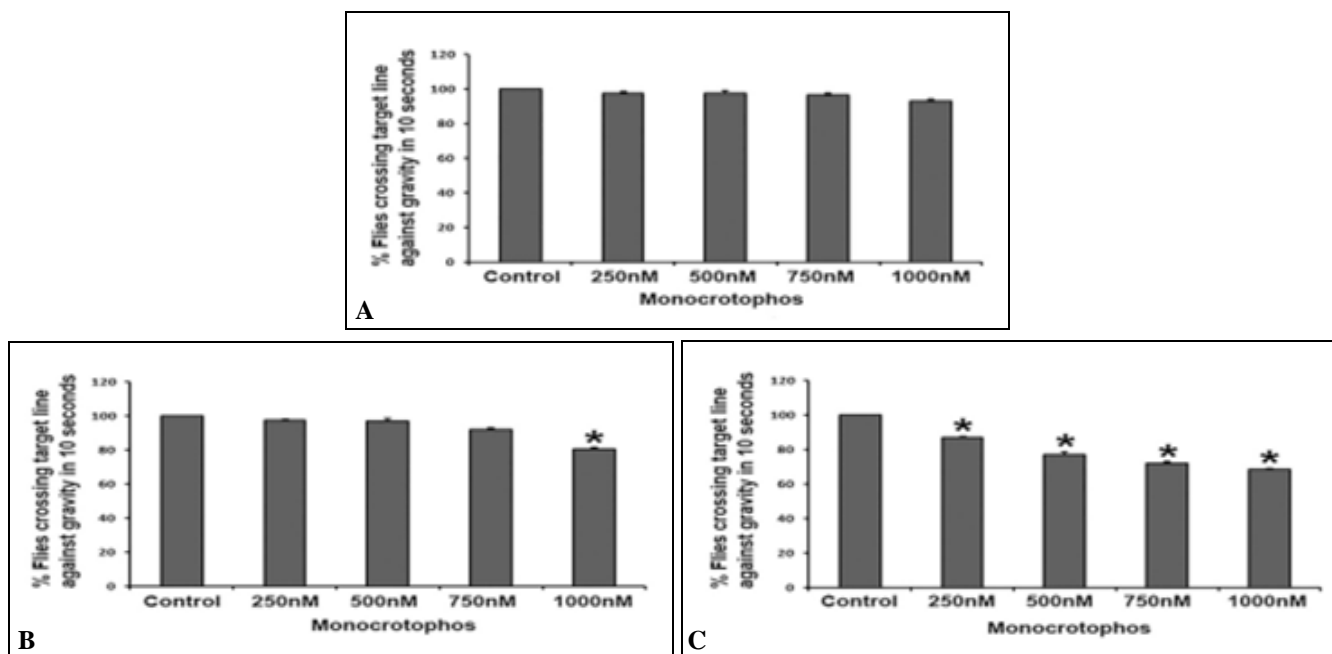 % Flies crossing target line
against gravity in 10 seconds
120
100
80
60
40
20
0
Control 250nM 500nM 750nM 1000nM
Monocrotophos
A
% Flies crossing target line
against gravity in 10 seconds
120
100
80
60
40
20
0
*
Control 250nM 500nM 750nM 1000nM
Monocrotophos
B
% Flies crossing target line
against gravity in 10 seconds
120
100
80
60
40
20
0
* * * *
Control 250nM 500nM 750nM 1000nM
Monocrotophos
C